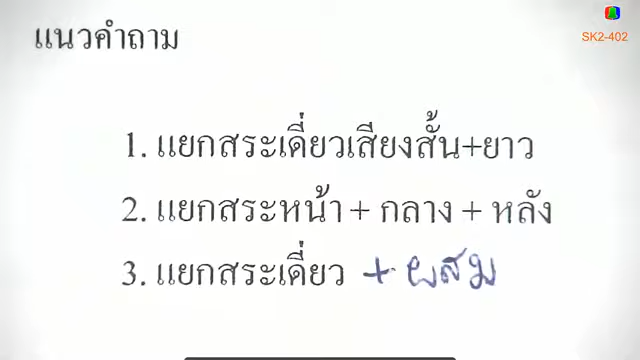 SK2-402
แนวคำถาม
1. แยกสระเดี่ยวเสียงสั้น+ยาว
2. แยกสระหน้า + กลาง + หลัง
3. แยกสระเดี่ยว + ผสม